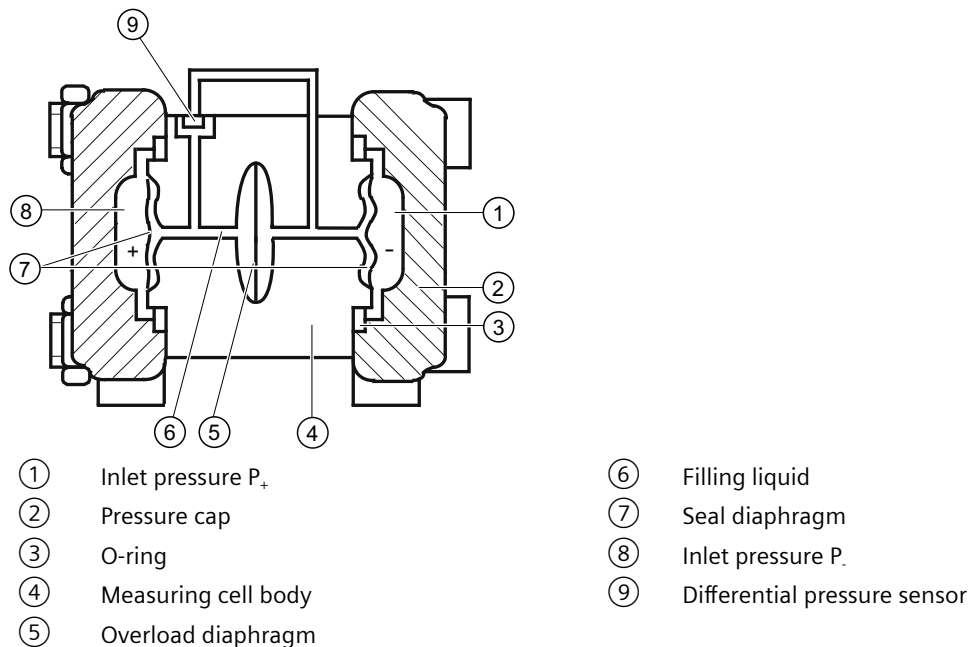 ⑨
⑧
①
+
-
⑦
②
③
⑥ ⑤ ④
① Inlet pressure P₊
② Pressure cap
③ O-ring
④ Measuring cell body
⑤ Overload diaphragm
⑥ Filling liquid
⑦ Seal diaphragm
⑧ Inlet pressure P₋
⑨ Differential pressure sensor